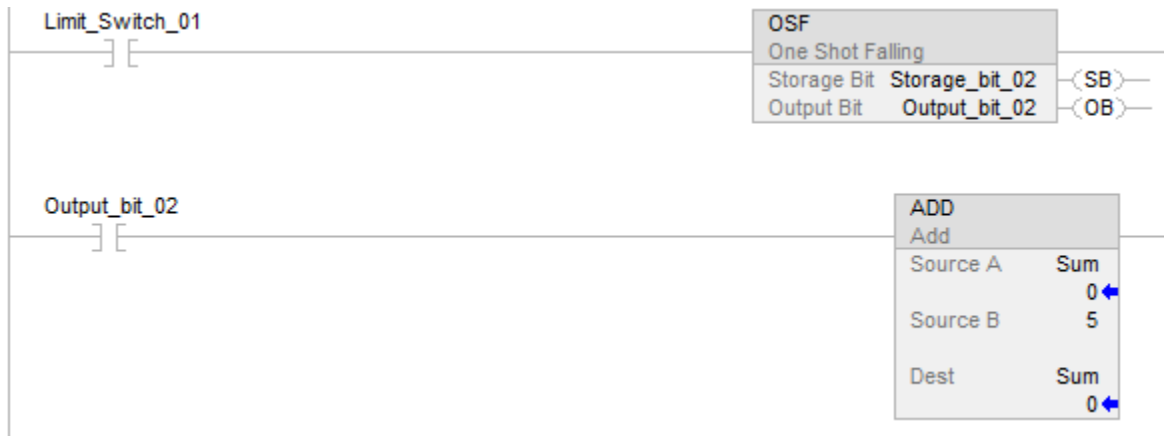 Limit_Switch_01
OSF
One Shot Falling
Storage Bit Storage_bit_02 SB
Output Bit Output_bit_02 OB
Output_bit_02
ADD
Add
Source A Sum
0
Source B 5
Dest Sum
0